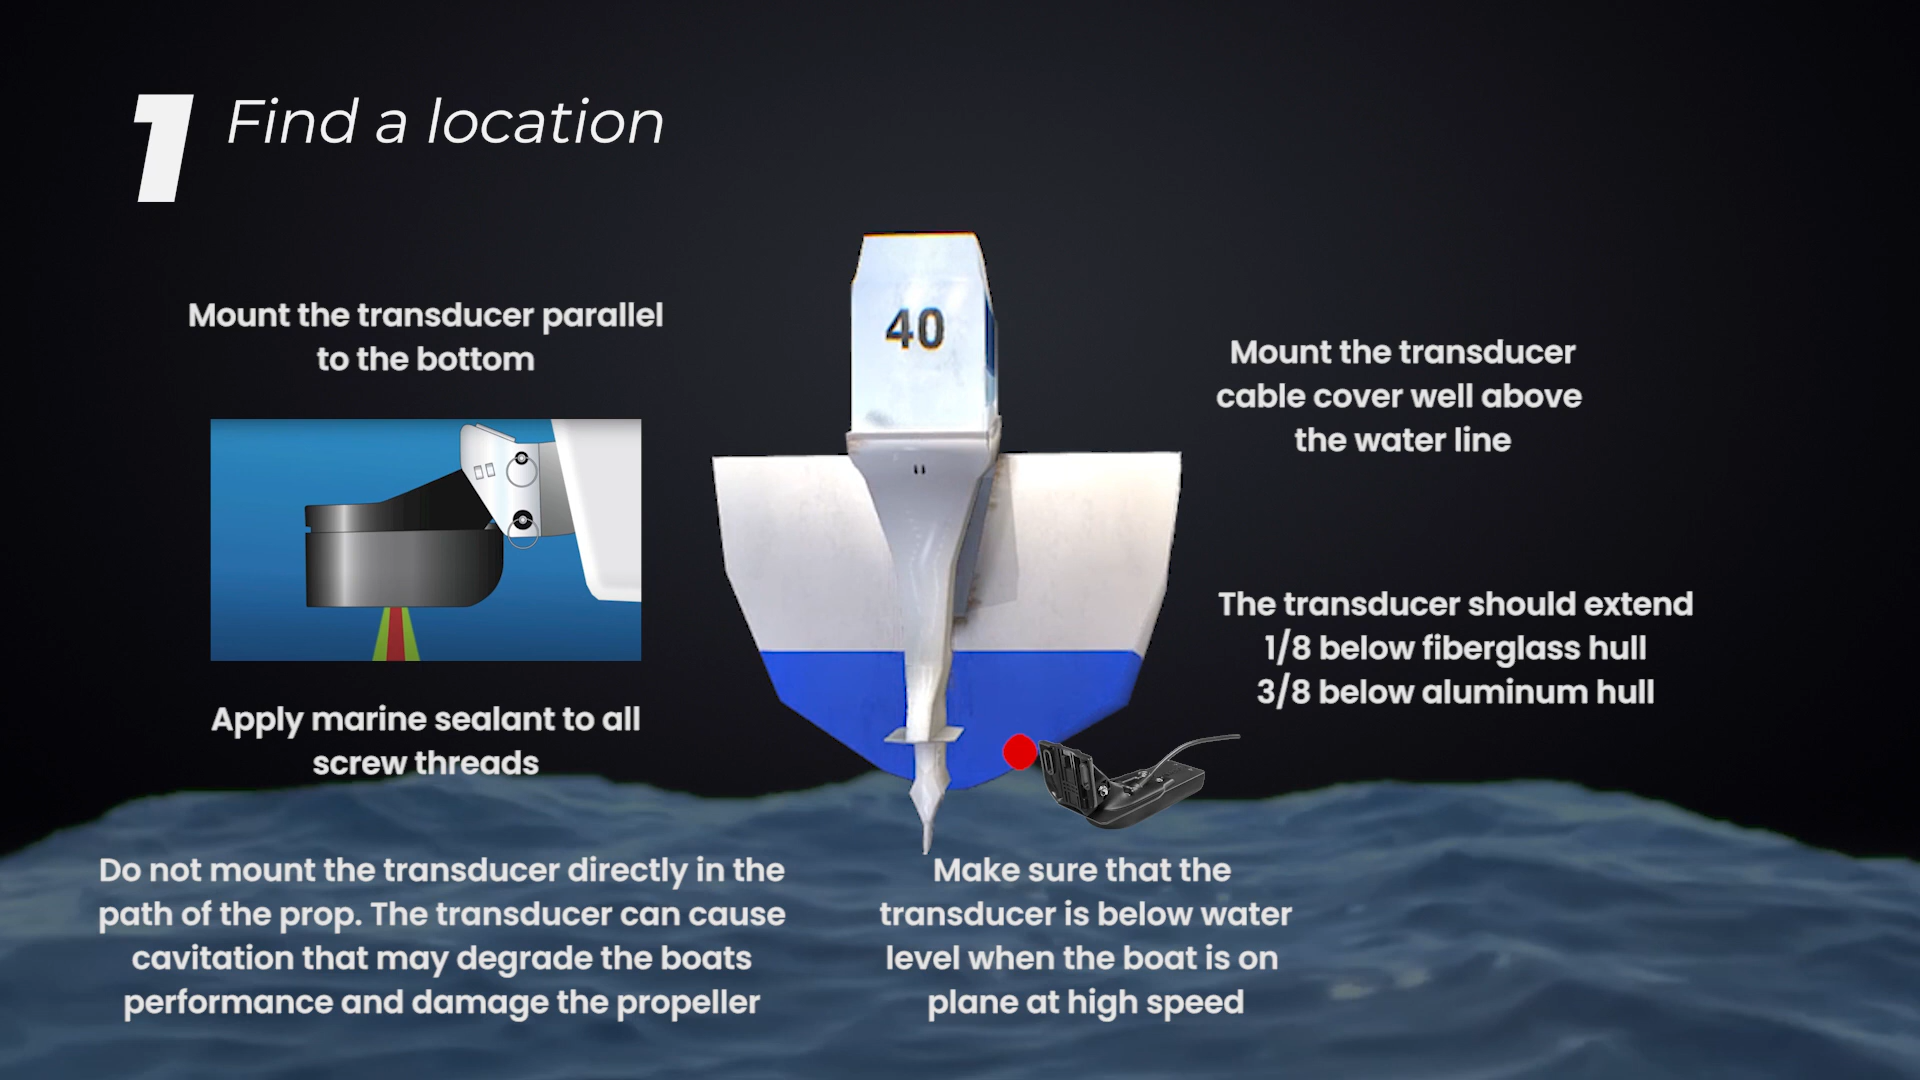 1 Find a location
Mount the transducer parallel
to the bottom
Apply marine sealant to all
screw threads
40
Mount the transducer
cable cover well above
the water line
The transducer should extend
1/8 below fiberglass hull
3/8 below aluminum hull
Do not mount the transducer directly in the
path of the prop. The transducer can cause
cavitation that may degrade the boats
performance and damage the propeller
Make sure that the
transducer is below water
level when the boat is on
plane at high speed